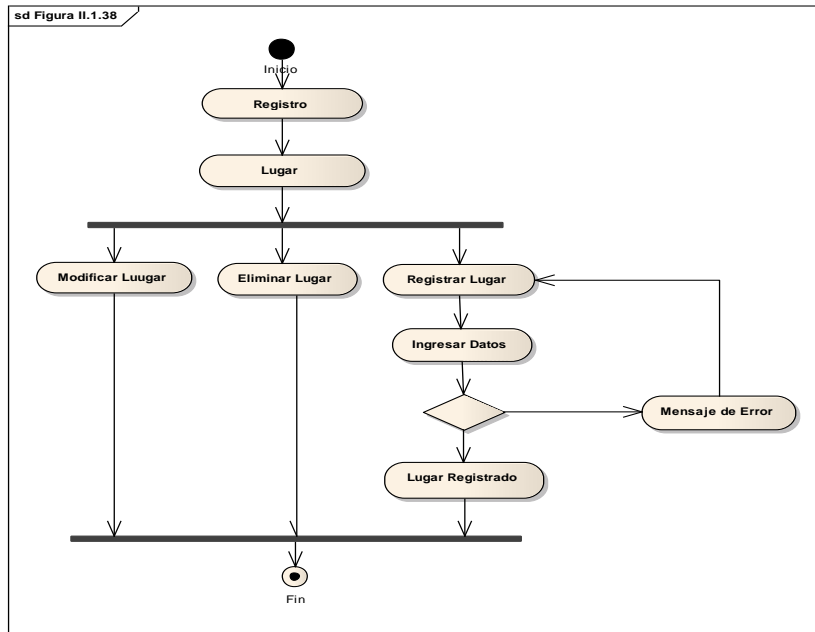 sd Figura II.1.38
Inicio
Registro
Lugar
Modificar Luugar
Eliminar Lugar
Registrar Lugar
Ingresar Datos
Mensaje de Error
Lugar Registrado
Fin